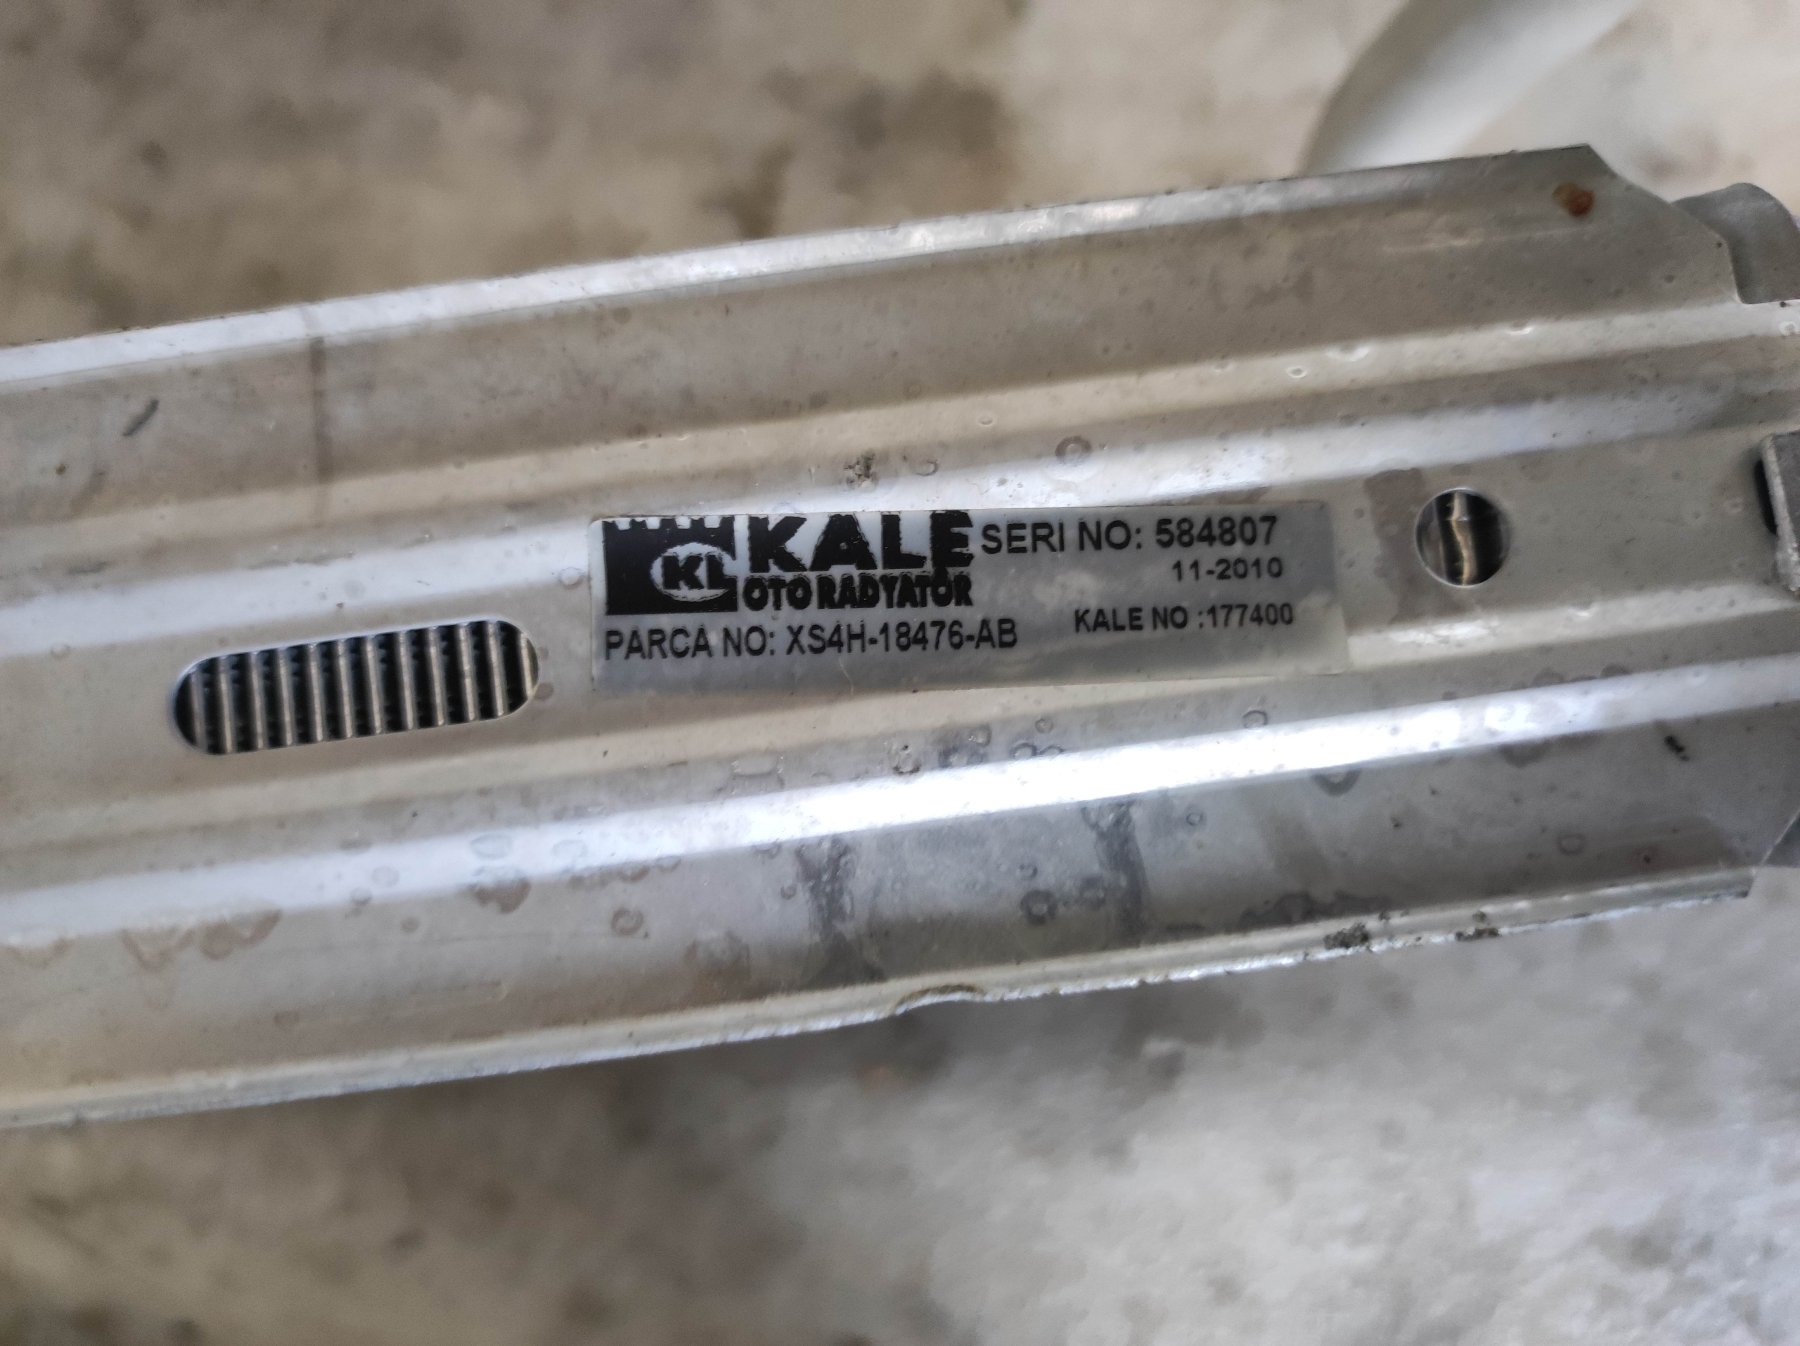 KL KALE SERI NO: 584807
OTO RADYATÖR 11-2010
PARCA NO: XS4H-18476-AB KALE NO :177400